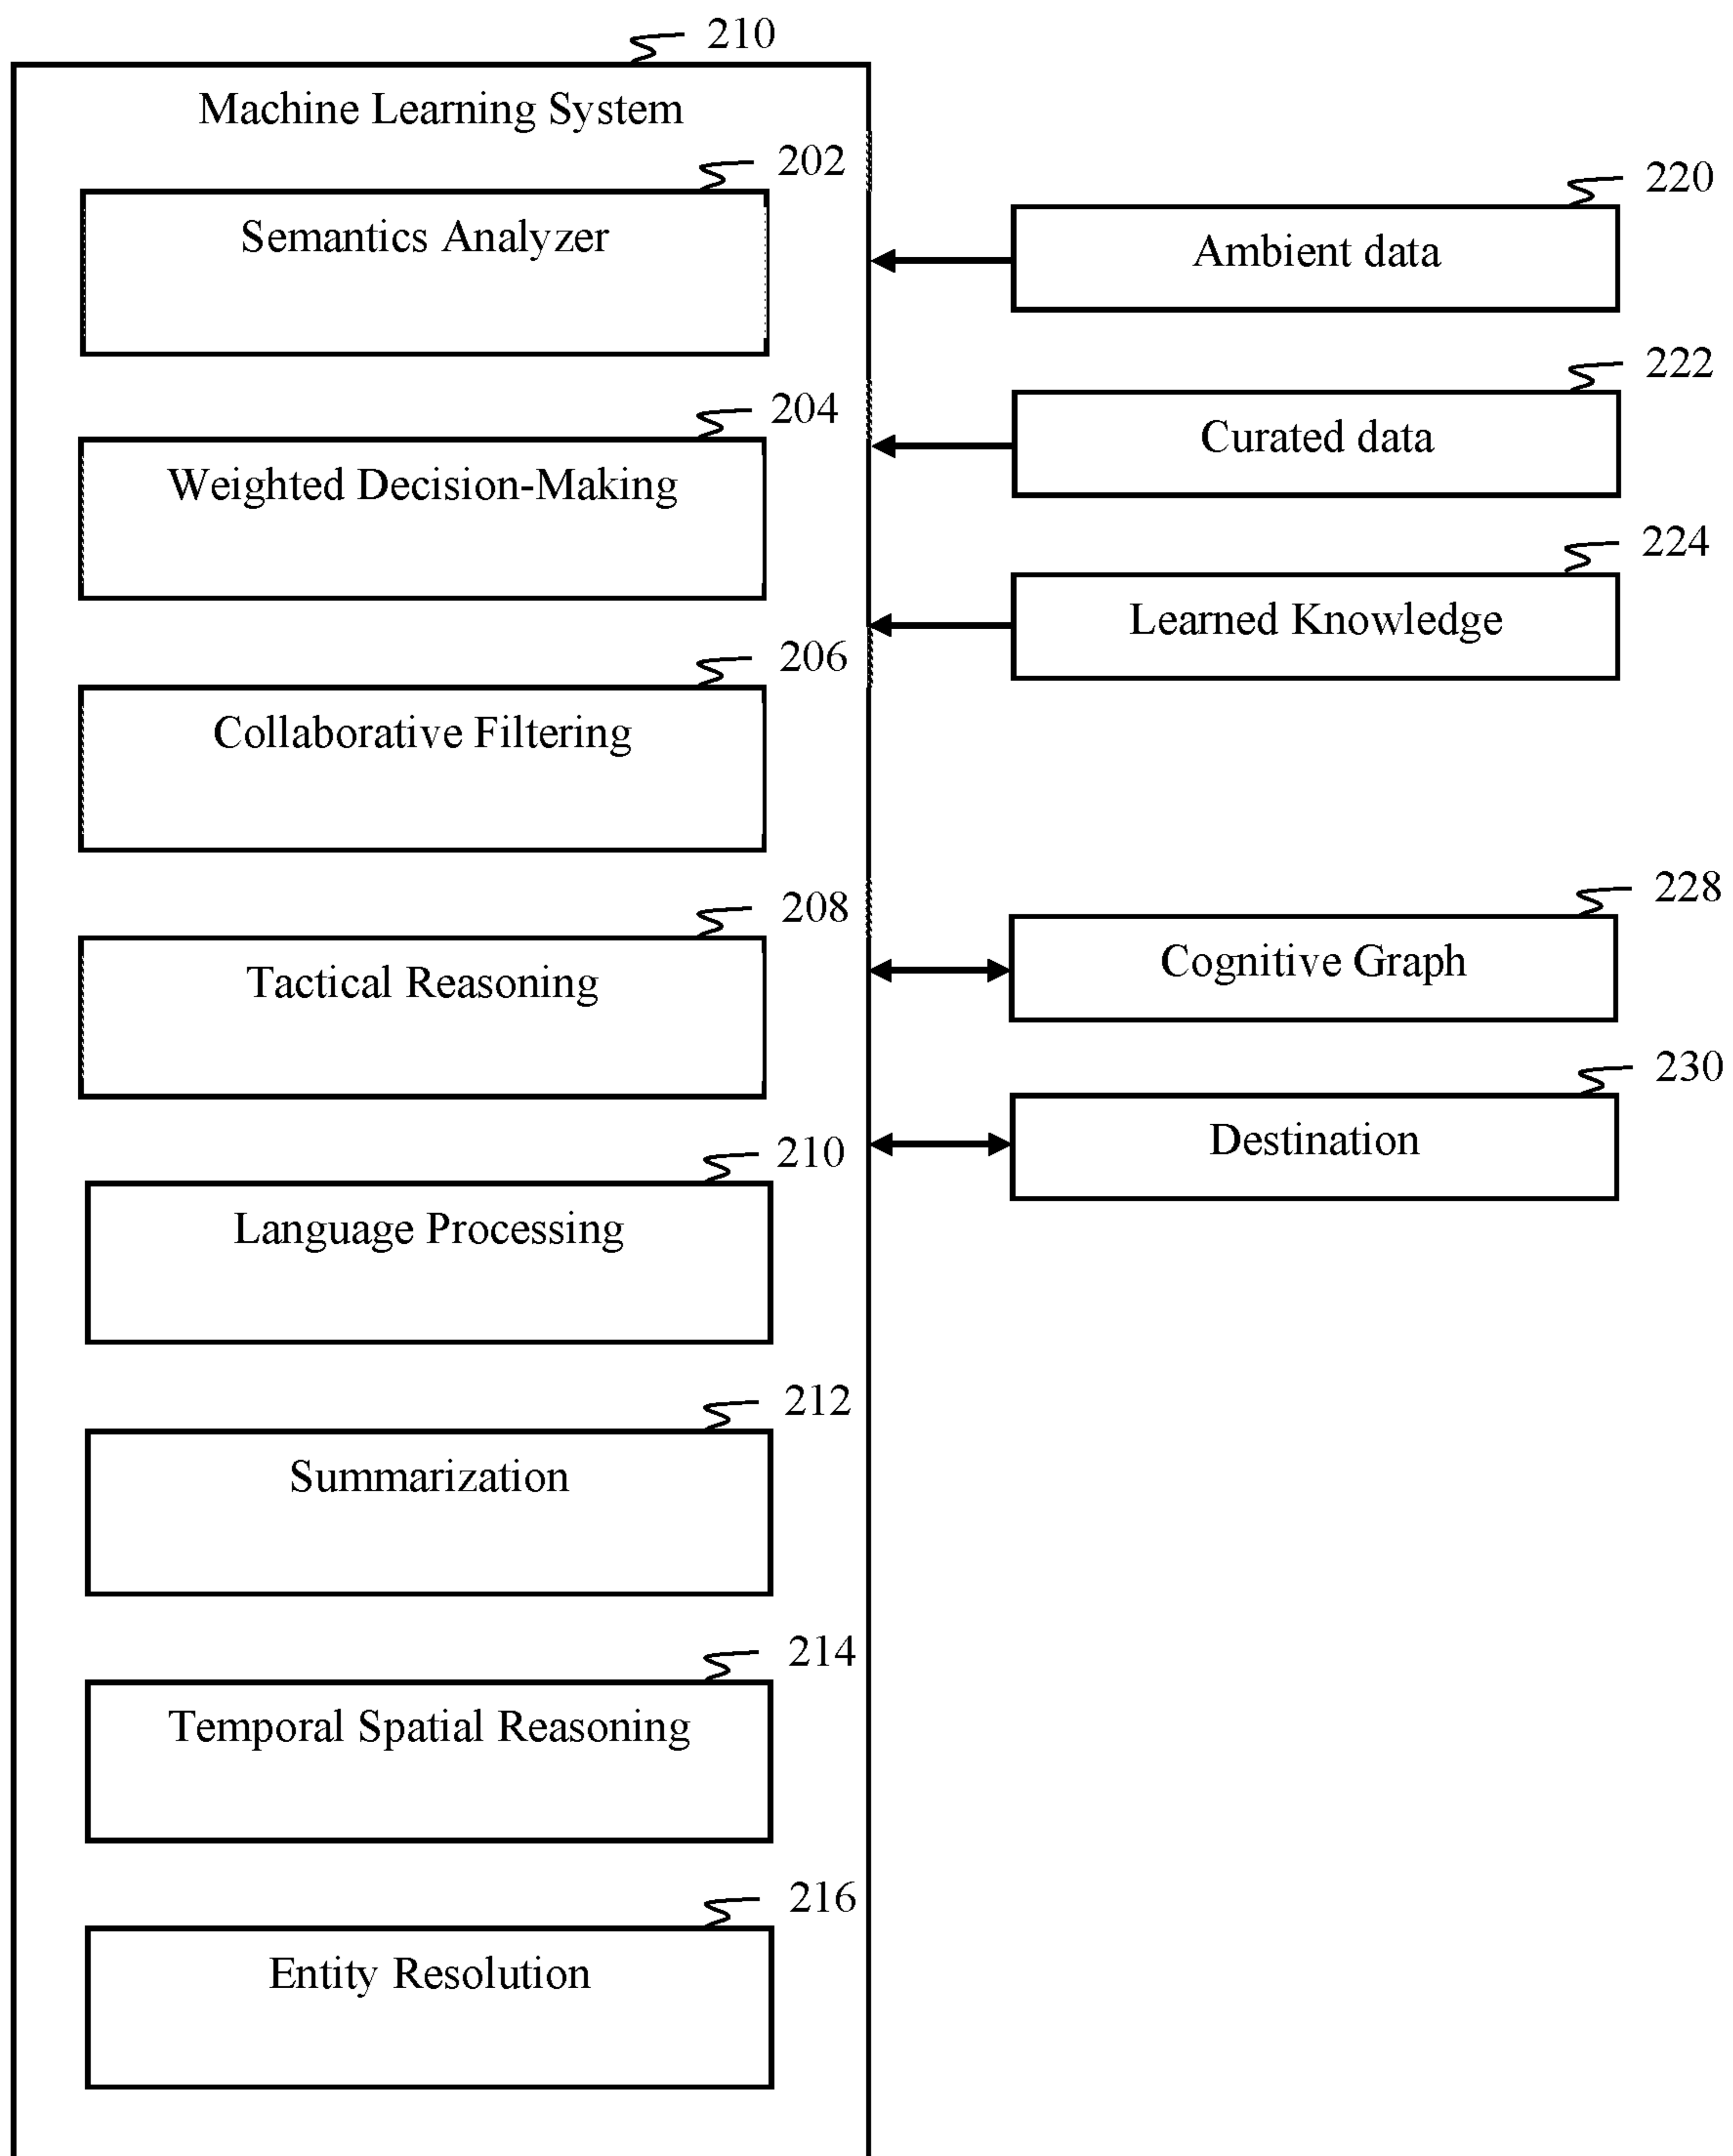 210
Machine Learning System
202
Semantics Analyzer
204
Weighted Decision-Making
206
Collaborative Filtering
208
Tactical Reasoning
210
Language Processing
212
Summarization
214
Temporal Spatial Reasoning
216
Entity Resolution
220
Ambient data
222
Curated data
224
Learned Knowledge
228
Cognitive Graph
230
Destination